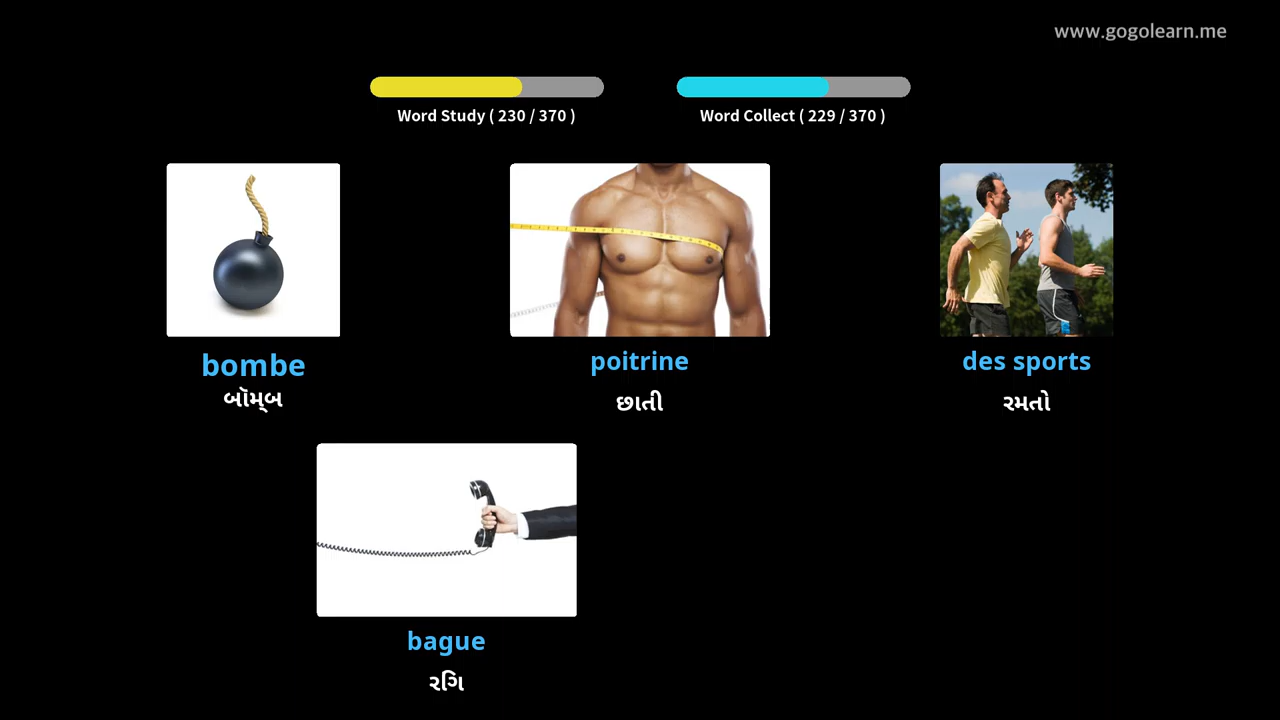 www.gogolearn.me
Word Study ( 230 / 370 )
Word Collect ( 229 / 370 )
bombe
બૉમ્બ
poitrine
છાતી
des sports
રમતો
bague
રિગ